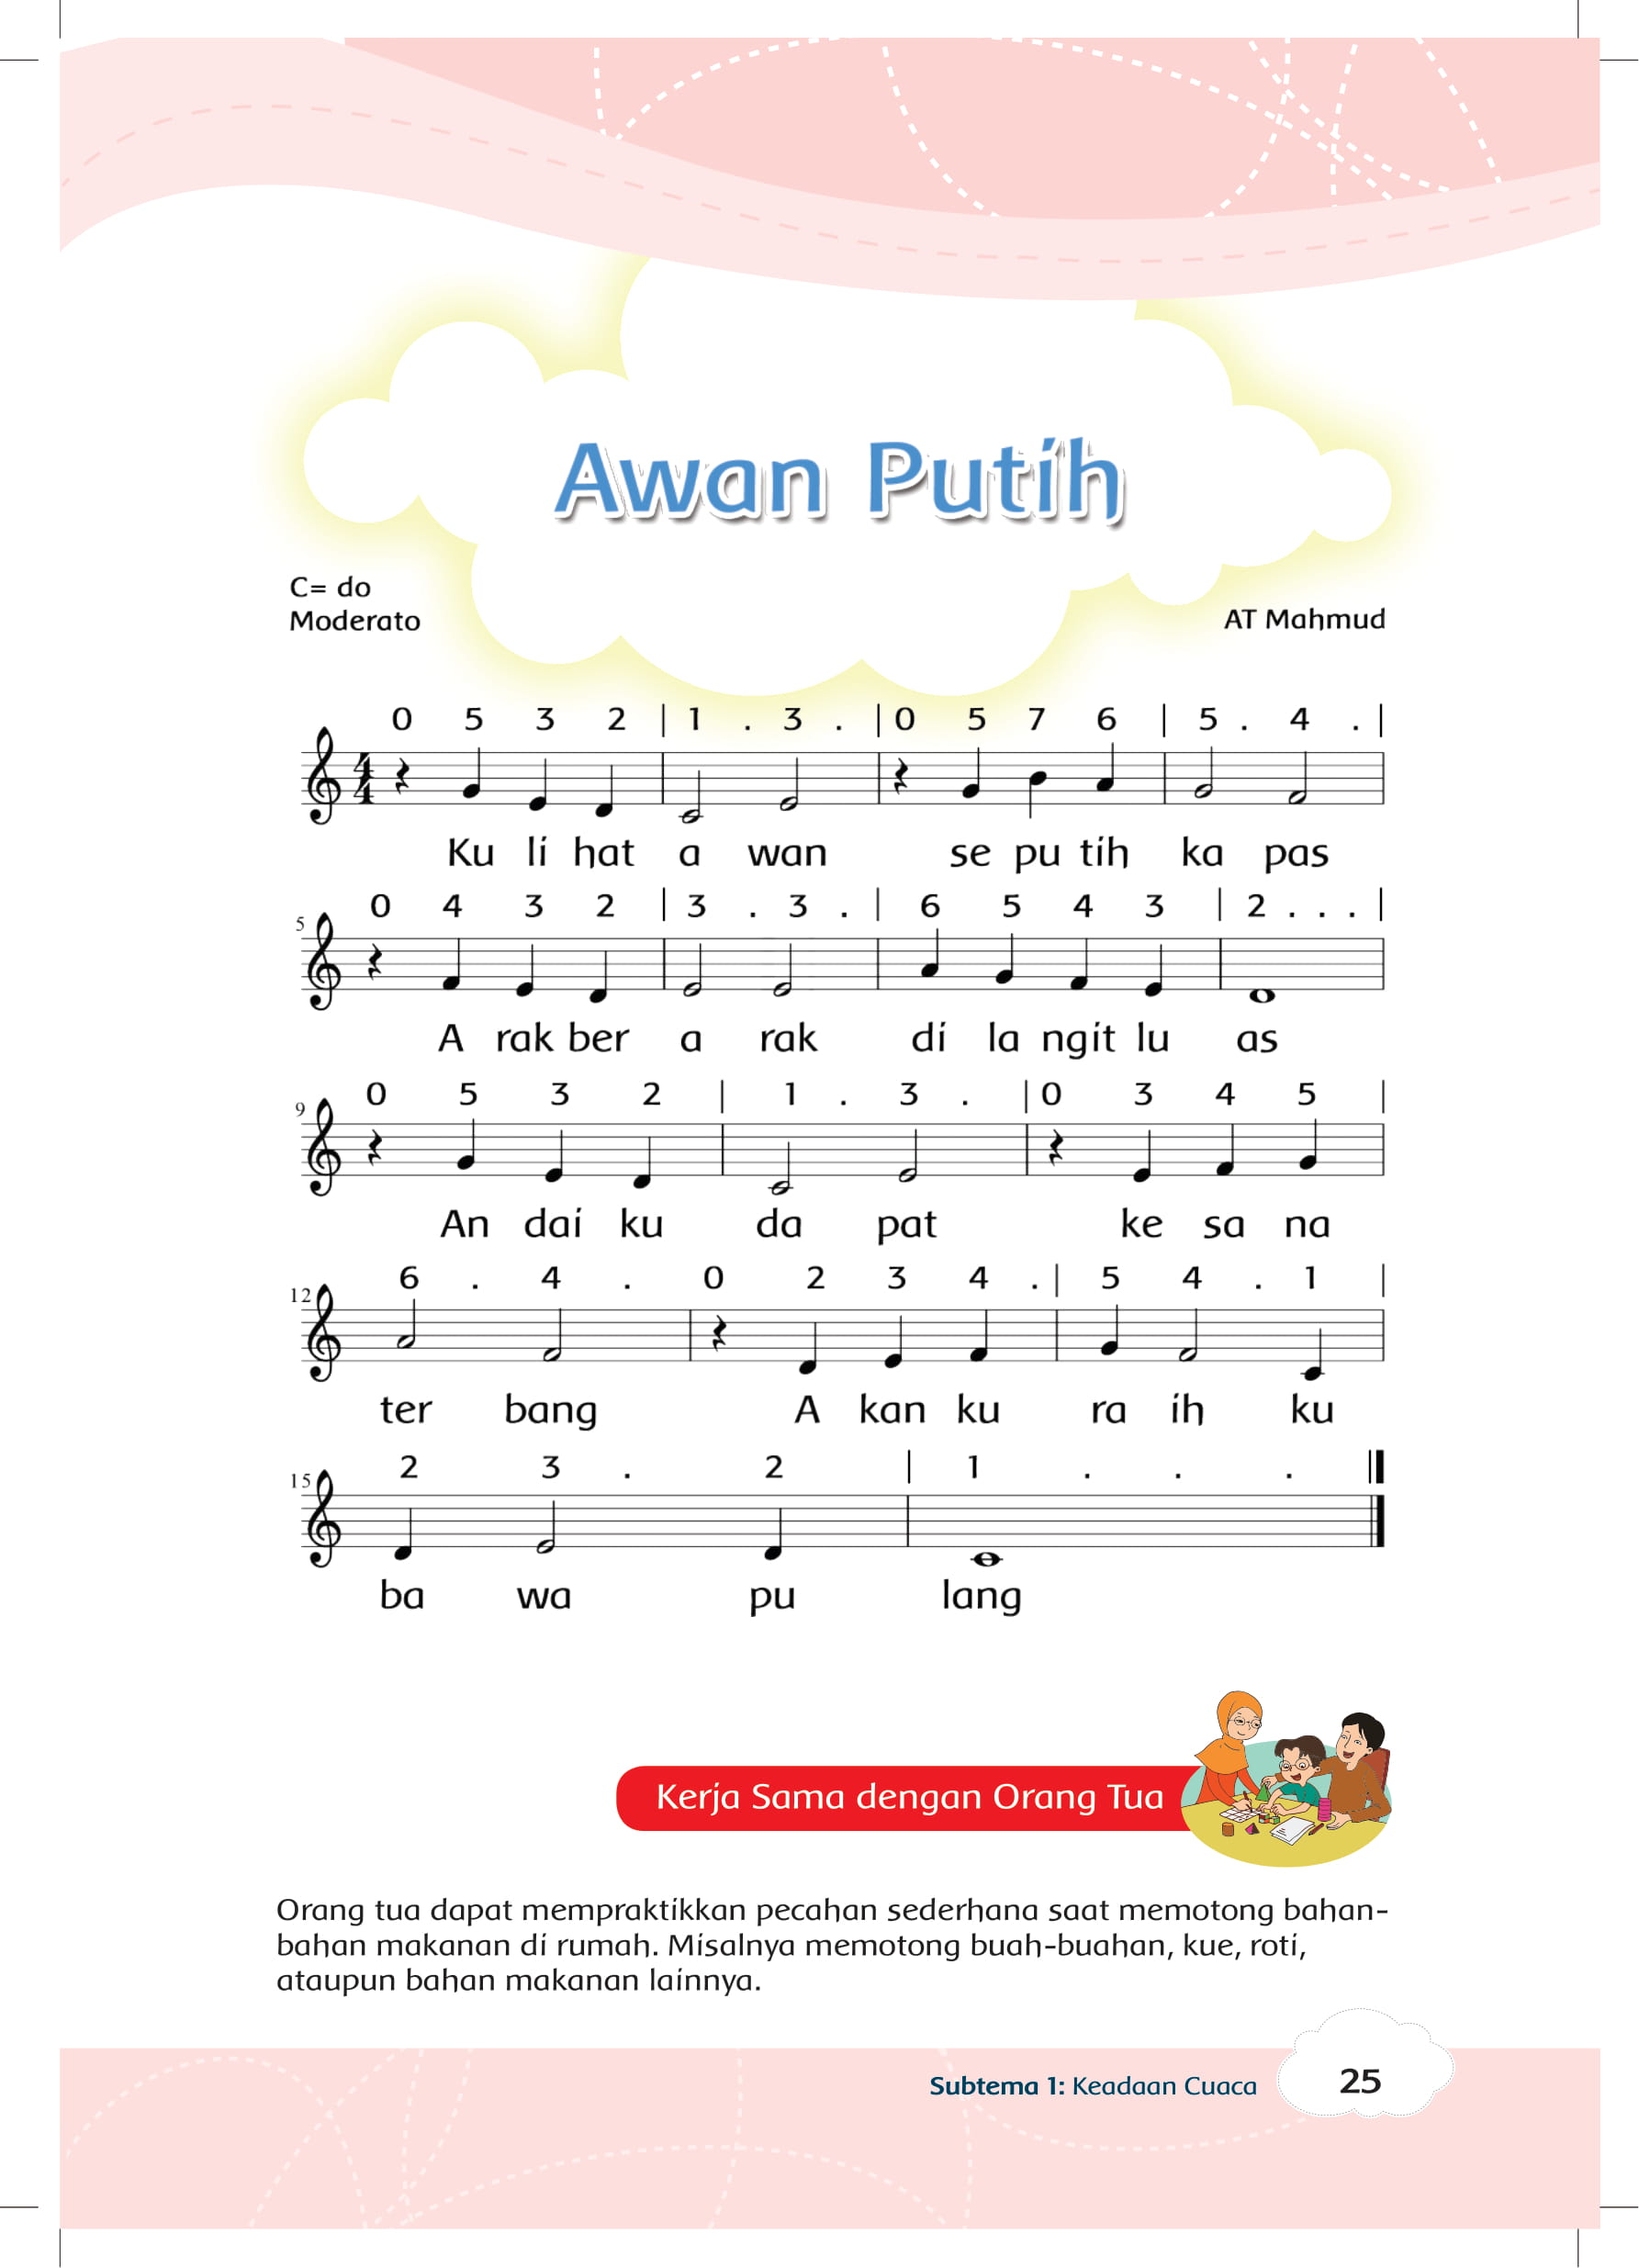 Awan Putih
C= do
Moderato
AT Mahmud
0 5 3 2 | 1 . 3 . | 0 5 7 6 | 5 . 4 . |
4
4
Ku li hat a wan se pu tih ka pas
0 4 3 2 | 3 . 3 . | 6 5 4 3 | 2 . . . |
5
A rak ber a rak di la ngit lu as
0 5 3 2 | 1 . 3 . | 0 3 4 5 |
9
An dai ku da pat ke sa na
6 . 4 . 0 2 3 4 . | 5 4 . 1 |
12
ter bang A kan ku ra ih ku
2 3 . 2 | 1 . . . ||
15
ba wa pu lang
Kerja Sama dengan Orang Tua
Orang tua dapat mempraktikkan pecahan sederhana saat memotong bahan-
bahan makanan di rumah. Misalnya memotong buah-buahan, kue, roti,
ataupun bahan makanan lainnya.
Subtema 1: Keadaan Cuaca
25